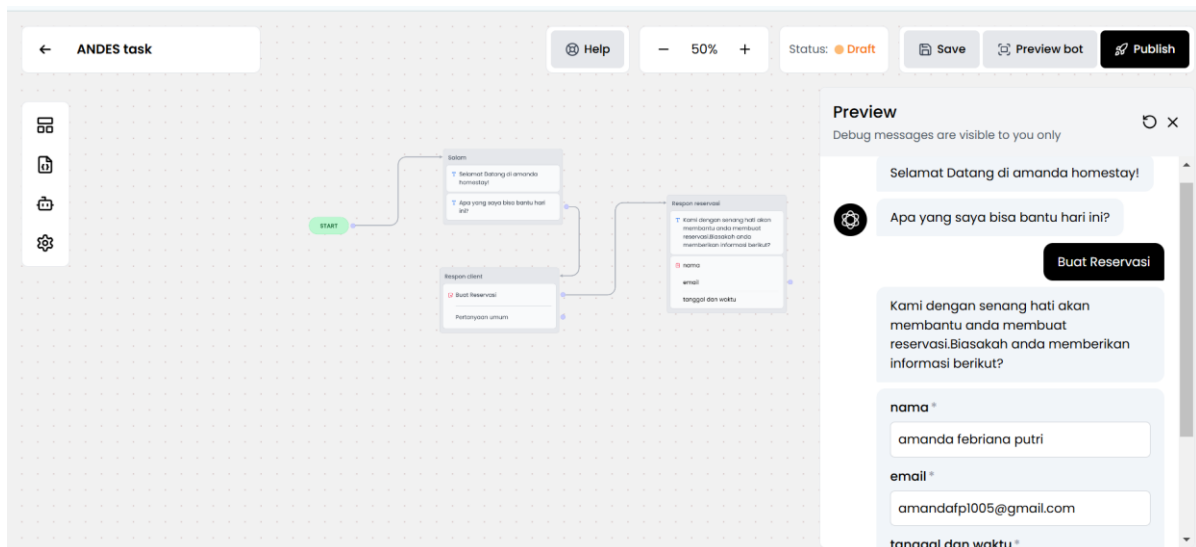 ANDES task
Help
50%
Status: Draft
Save
Preview bot
Publish
Salam
Selamat Datang di amanda
homestay!
Apa yang saya bisa bantu hari
ini?
START
Respon client
Buat Reservasi
Pertanyaan umum
Respon reservasi
Kami dengan senang hati akan
membantu anda membuat
reservasi.Biasakah anda
memberikan informasi berikut?
nama
email
tanggal dan waktu
Preview
Debug messages are visible to you only
Selamat Datang di amanda homestay!
Apa yang saya bisa bantu hari ini?
Buat Reservasi
Kami dengan senang hati akan
membantu anda membuat
reservasi.Biasakah anda memberikan
informasi berikut?
nama *
amanda febriana putri
email *
amandafp1005@gmail.com
tanggal dan waktu *